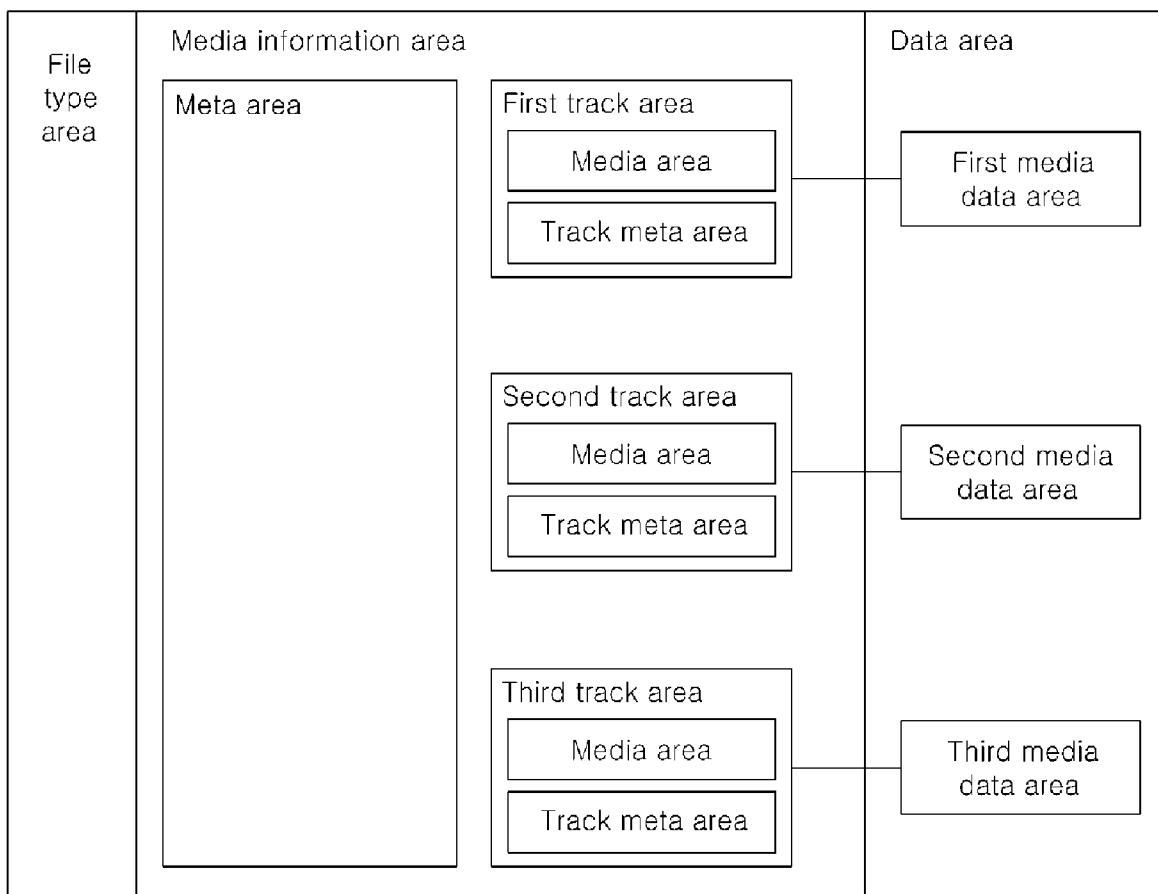 File
type
area
Media information area
Meta area
First track area
Media area
Track meta area
Second track area
Media area
Track meta area
Third track area
Media area
Track meta area
Data area
First media
data area
Second media
data area
Third media
data area